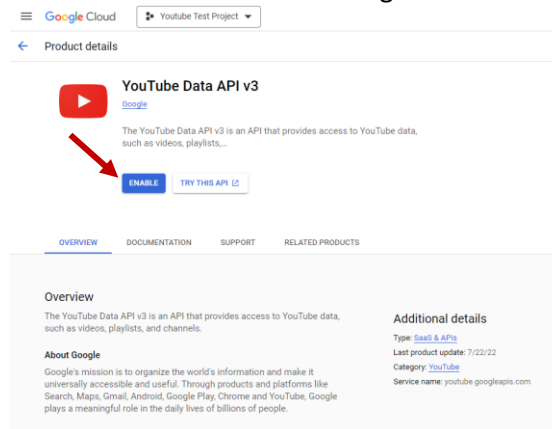 Google Cloud
Youtube Test Project
Product details
YouTube Data API v3
Google
The YouTube Data API v3 is an API that provides access to YouTube data,
such as videos, playlists,...
ENABLE
TRY THIS API
OVERVIEW DOCUMENTATION SUPPORT RELATED PRODUCTS
Overview
The YouTube Data API v3 is an API that provides access to YouTube data,
such as videos, playlists, and channels.
About Google
Google's mission is to organize the world's information and make it
universally accessible and useful. Through products and platforms like
Search, Maps, Gmail, Android, Google Play, Chrome and YouTube, Google
plays a meaningful role in the daily lives of billions of people.
Additional details
Type: SaaS & APIs
Last product update: 7/22/22
Category: YouTube
Service name: youtube.googleapis.com